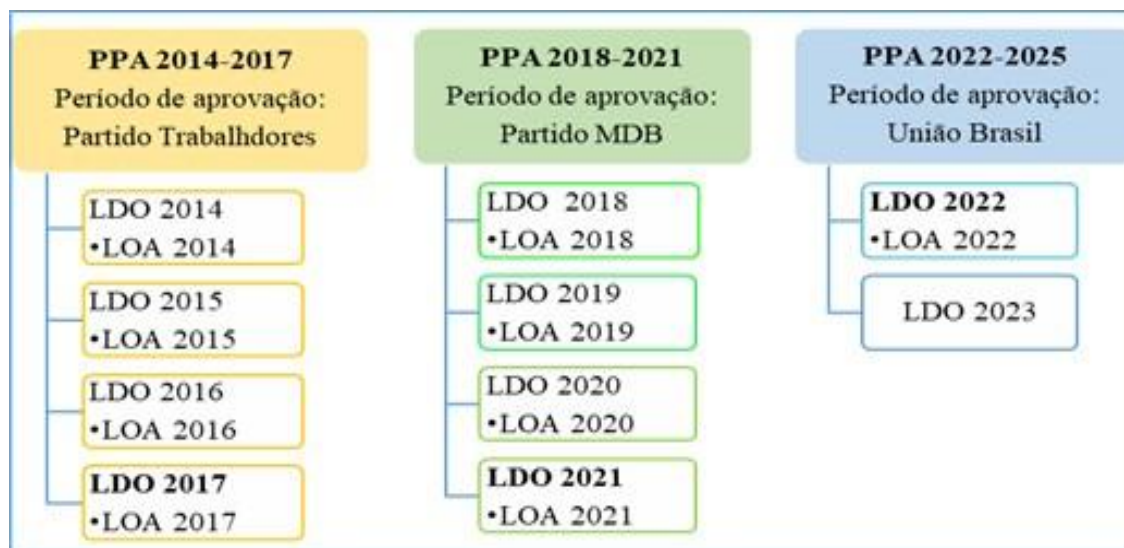 PPA 2014-2017
Período de aprovação:
Partido Trabalhdores
LDO 2014
•LOA 2014
LDO 2015
•LOA 2015
LDO 2016
•LOA 2016
LDO 2017
•LOA 2017
PPA 2018-2021
Período de aprovação:
Partido MDB
LDO 2018
•LOA 2018
LDO 2019
•LOA 2019
LDO 2020
•LOA 2020
LDO 2021
•LOA 2021
PPA 2022-2025
Período de aprovação:
União Brasil
LDO 2022
•LOA 2022
LDO 2023